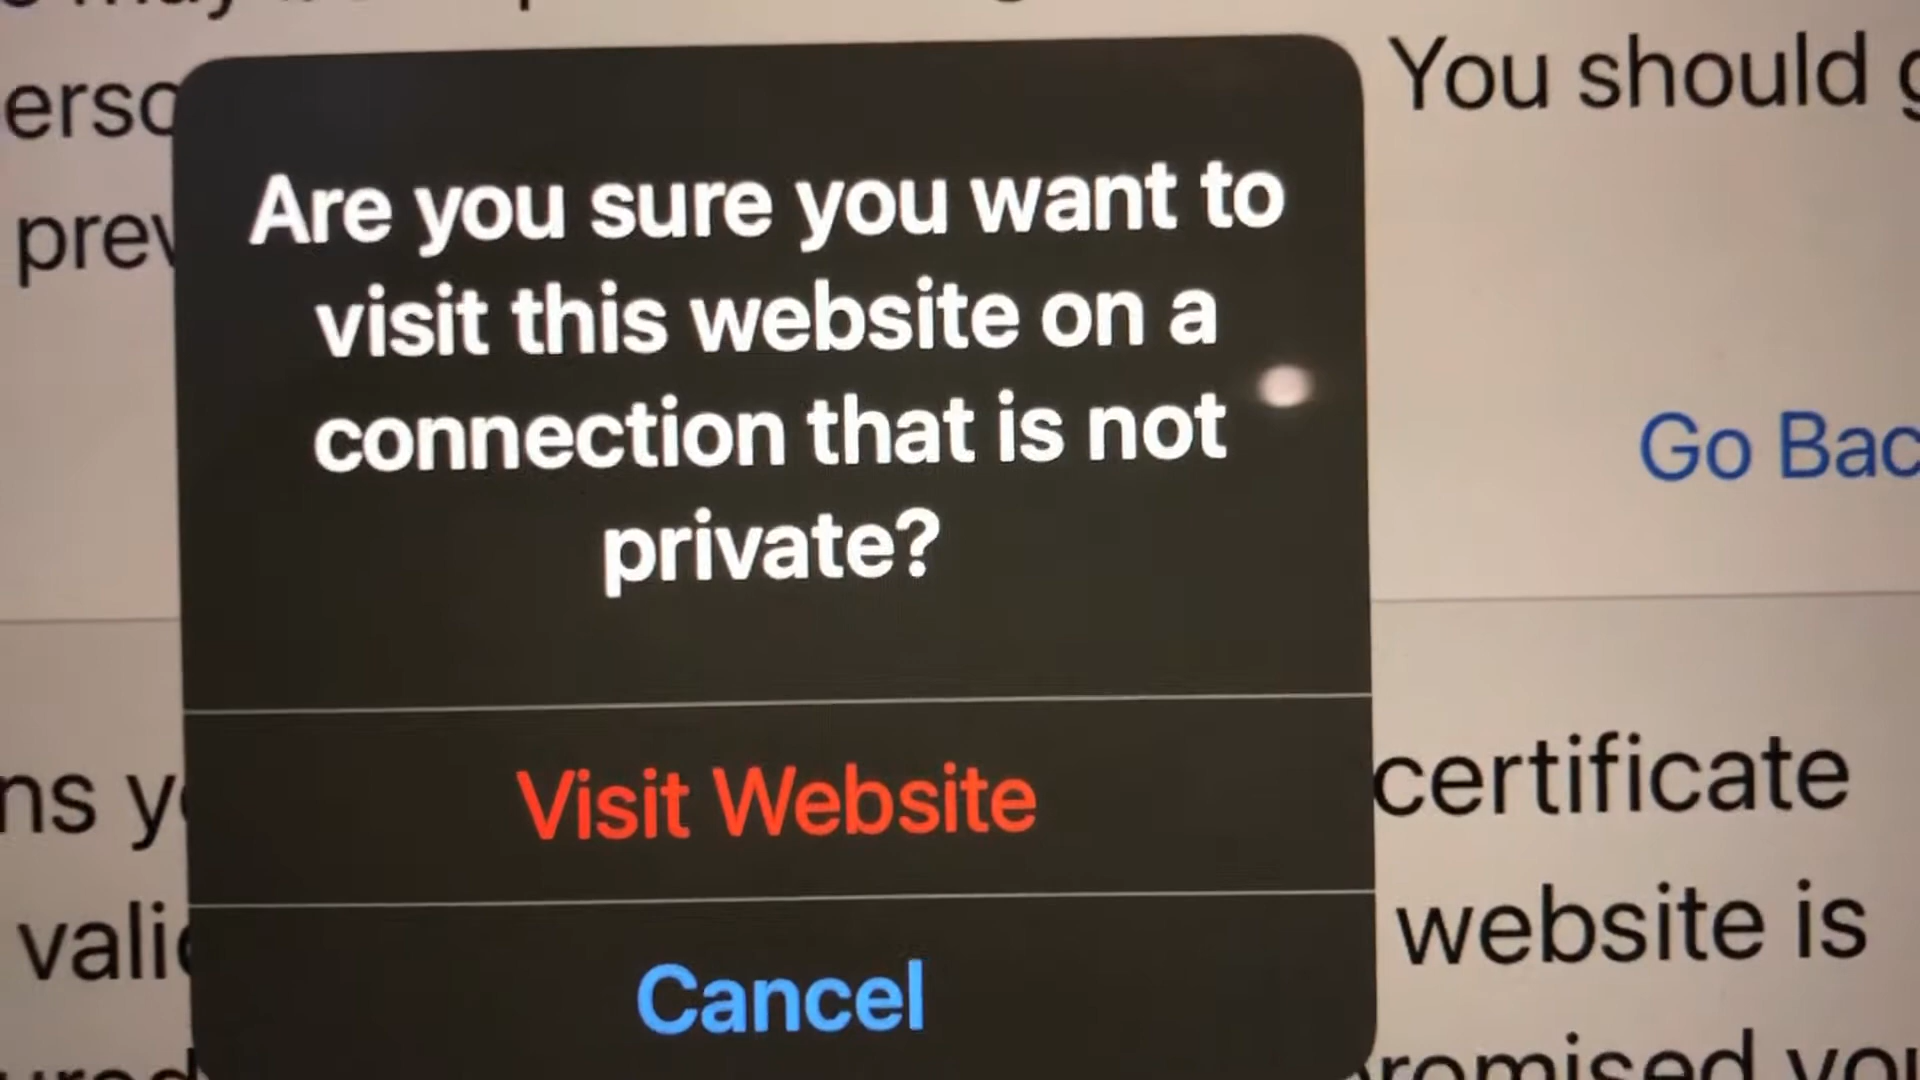 You should
Are you sure you want to
visit this website on a
connection that is not
private?
Go
Visit Website
certificate
website is
Cancel